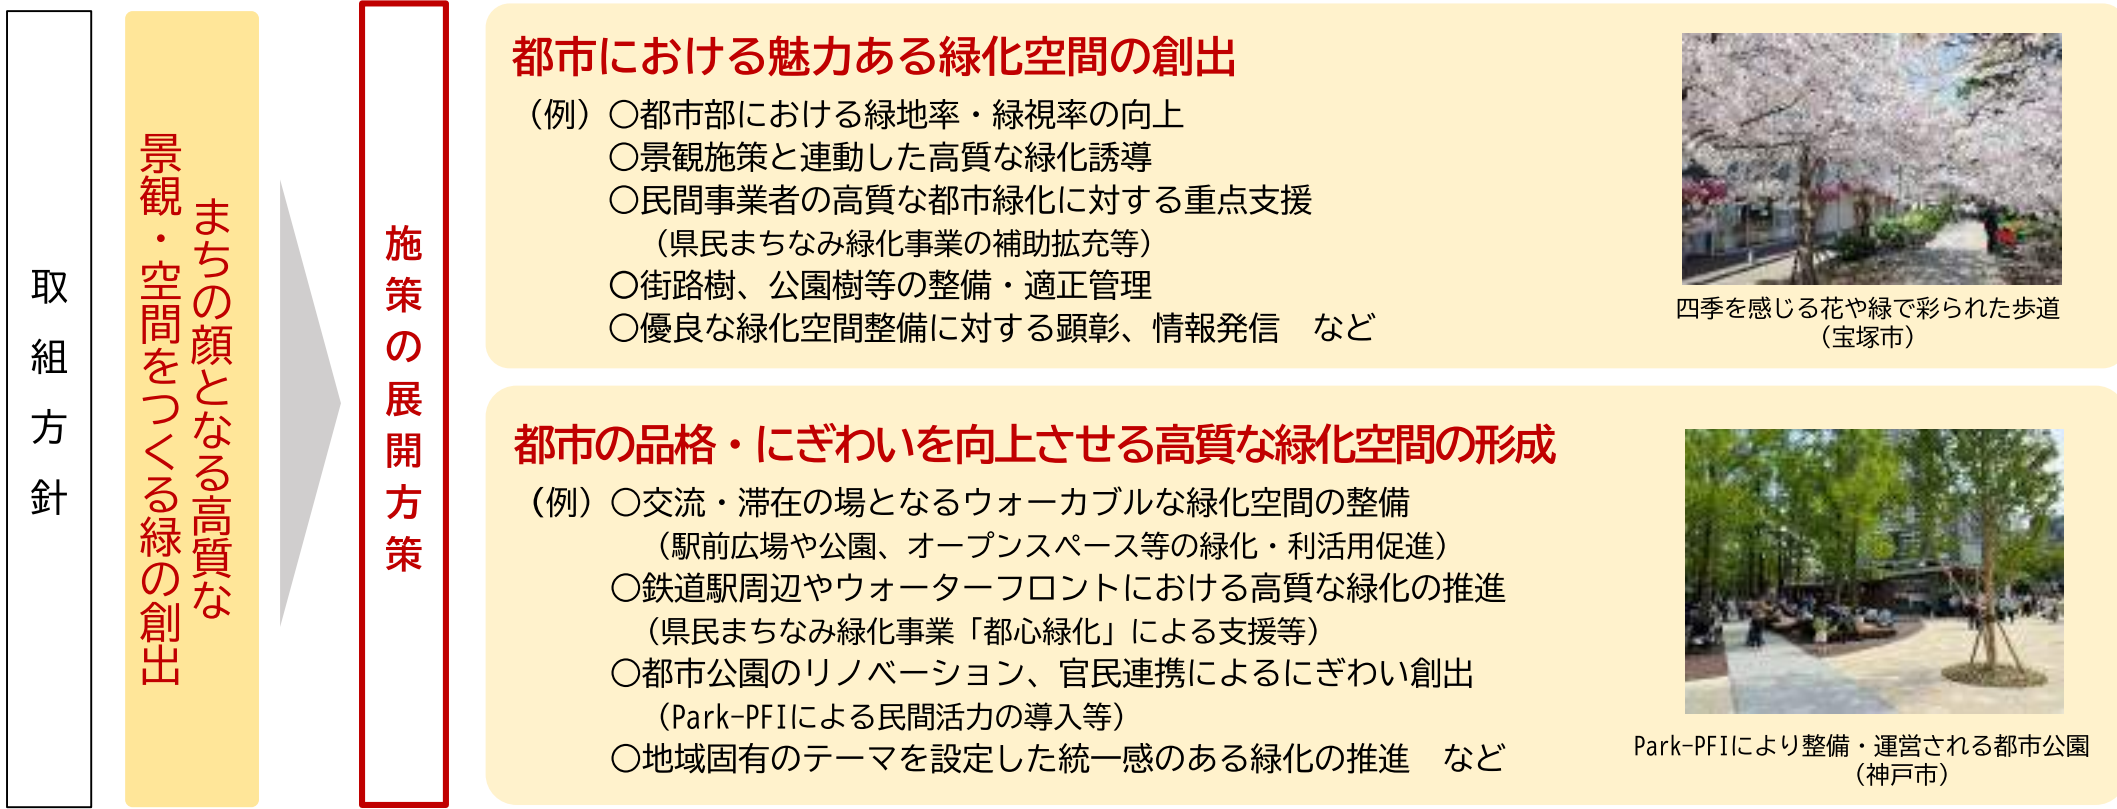 取組方針
まちの顔となる高質な
景観・空間をつくる緑の創出
施策の展開方策
都市における魅力ある緑化空間の創出
（例）〇都市部における緑地率・緑視率の向上
〇景観施策と連動した高質な緑化誘導
〇民間事業者の高質な都市緑化に対する重点支援
（県民まちなみ緑化事業の補助拡充等）
〇街路樹、公園樹等の整備・適正管理
〇優良な緑化空間整備に対する顕彰、情報発信　など
四季を感じる花や緑で彩られた歩道
（宝塚市）
都市の品格・にぎわいを向上させる高質な緑化空間の形成
（例）〇交流・滞在の場となるウォーカブルな緑化空間の整備
（駅前広場や公園、オープンスペース等の緑化・利活用促進）
〇鉄道駅周辺やウォーターフロントにおける高質な緑化の推進
（県民まちなみ緑化事業「都心緑化」による支援等）
〇都市公園のリノベーション、官民連携によるにぎわい創出
（Park-PFIによる民間活力の導入等）
〇地域固有のテーマを設定した統一感のある緑化の推進　など
Park-PFIにより整備・運営される都市公園
（神戸市）